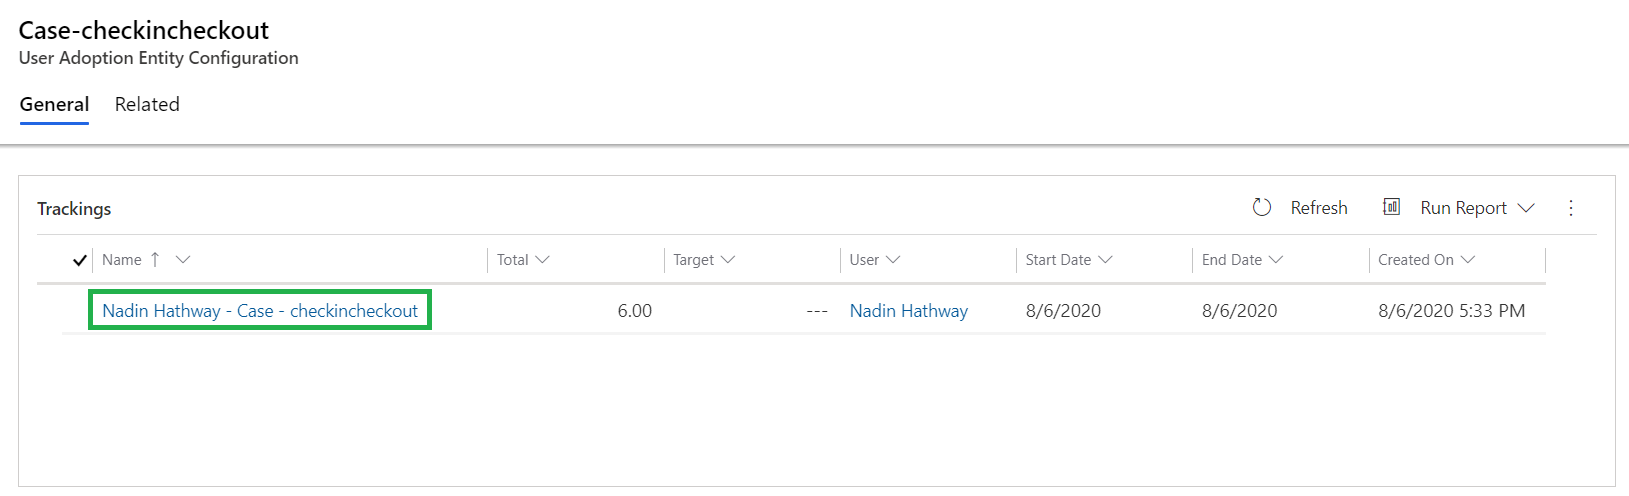 Case-checkincheckout
User Adoption Entity Configuration
General Related
Trackings Refresh Run Report
Name Total Target User Start Date End Date Created On
Nadin Hathway - Case - checkincheckout 6.00 --- Nadin Hathway 8/6/2020 8/6/2020 8/6/2020 5:33 PM